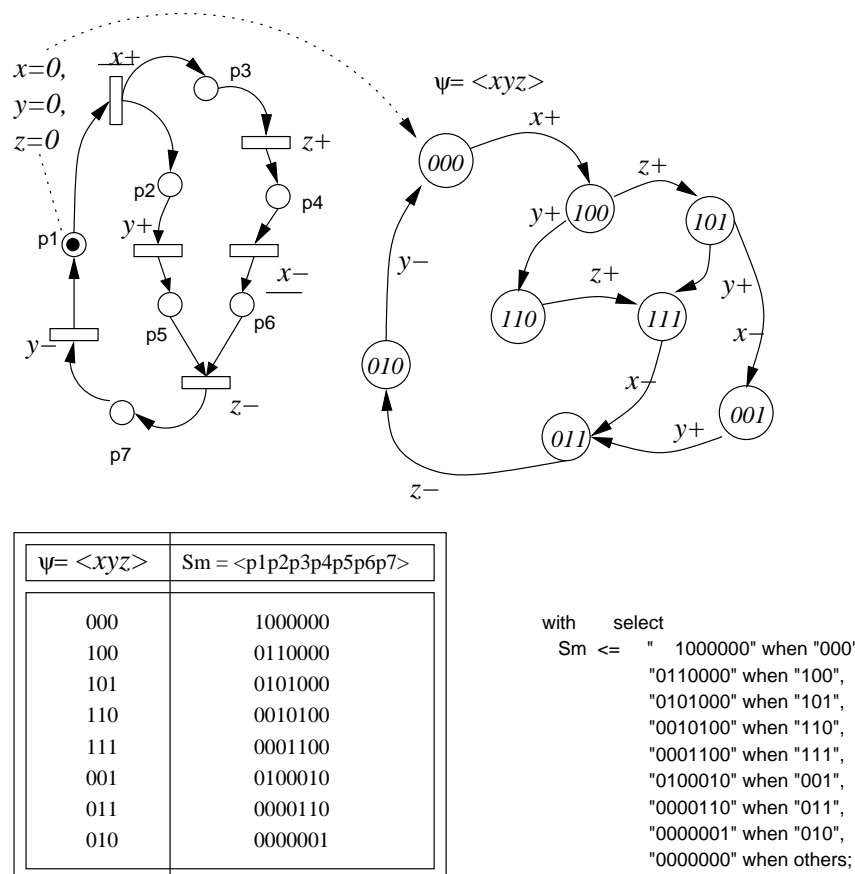 x=0,
y=0,
z=0
x+
p3
z+
p2
p4
y+
p1
x−
p5
p6
y−
z−
p7
ψ= <xyz>
x+
000
z+
100
101
y+
z+
y+
y−
110
111
x−
010
x−
001
y+
011
z−
ψ= <xyz> Sm = <p1p2p3p4p5p6p7>
000 1000000
100 0110000
101 0101000
110 0010100
111 0001100
001 0100010
011 0000110
010 0000001
with select
Sm <= " 1000000" when "000'
"0110000" when "100",
"0101000" when "101",
"0010100" when "110",
"0001100" when "111",
"0100010" when "001",
"0000110" when "011",
"0000001" when "010",
"0000000" when others;